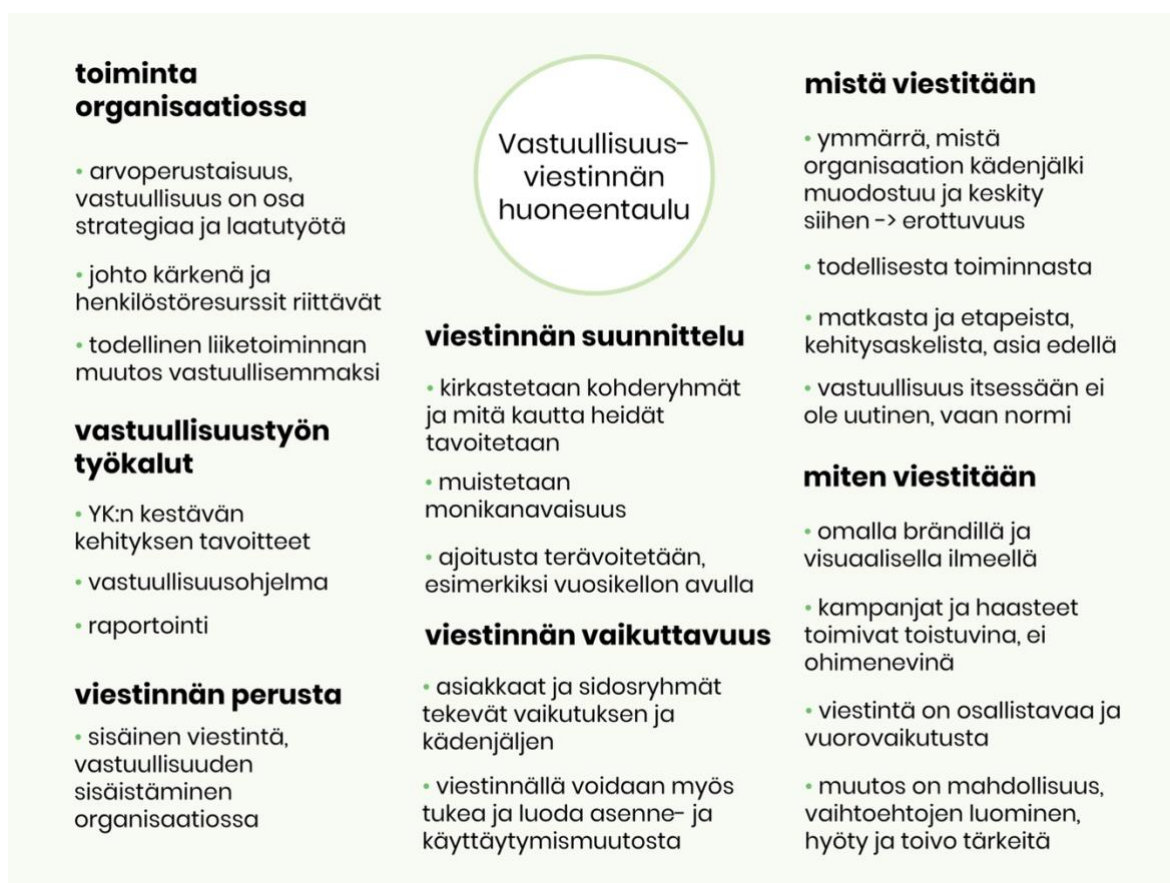 toiminta
organisaatiossa
• arvoperustaisuus,
vastuullisuus on osa
strategiaa ja laatutyötä
• johto kärkenä ja
henkilöstöresurssit riittävät
• todellinen liiketoiminnan
muutos vastuullisemmaksi
vastuullisuustyön
työkalut
• YK:n kestävän
kehityksen tavoitteet
• vastuullisuusohjelma
• raportointi
viestinnän perusta
• sisäinen viestintä,
vastuullisuuden
sisäistäminen
organisaatiossa
Vastuullisuus-
viestinnän
huoneentaulu
viestinnän suunnittelu
• kirkastetaan kohderyhmät
ja mitä kautta heidät
tavoitetaan
• muistetaan
monikanavaisuus
• ajoitusta terävoitetään,
esimerkiksi vuosikellon avulla
viestinnän vaikuttavuus
• asiakkaat ja sidosryhmät
tekevät vaikutuksen ja
kädenjäljen
• viestinnällä voidaan myös
tukea ja luoda asenne- ja
käyttäytymismuutosta
mistä viestitään
• ymmärrä, mistä
organisaation kädenjälki
muodostuu ja keskity
siihen -> erottuvuus
• todellisesta toiminnasta
• matkasta ja etapeista,
kehitysaskelista, asia edellä
• vastuullisuus itsessään ei
ole uutinen, vaan normi
miten viestitään
• omalla brändillä ja
visuaalisella ilmeellä
• kampanjat ja haasteet
toimivat toistuvina, ei
ohimenevinä
• viestintä on osallistavaa ja
vuorovaikutusta
• muutos on mahdollisuus,
vaihtoehtojen luominen,
hyöty ja toivo tärkeitä